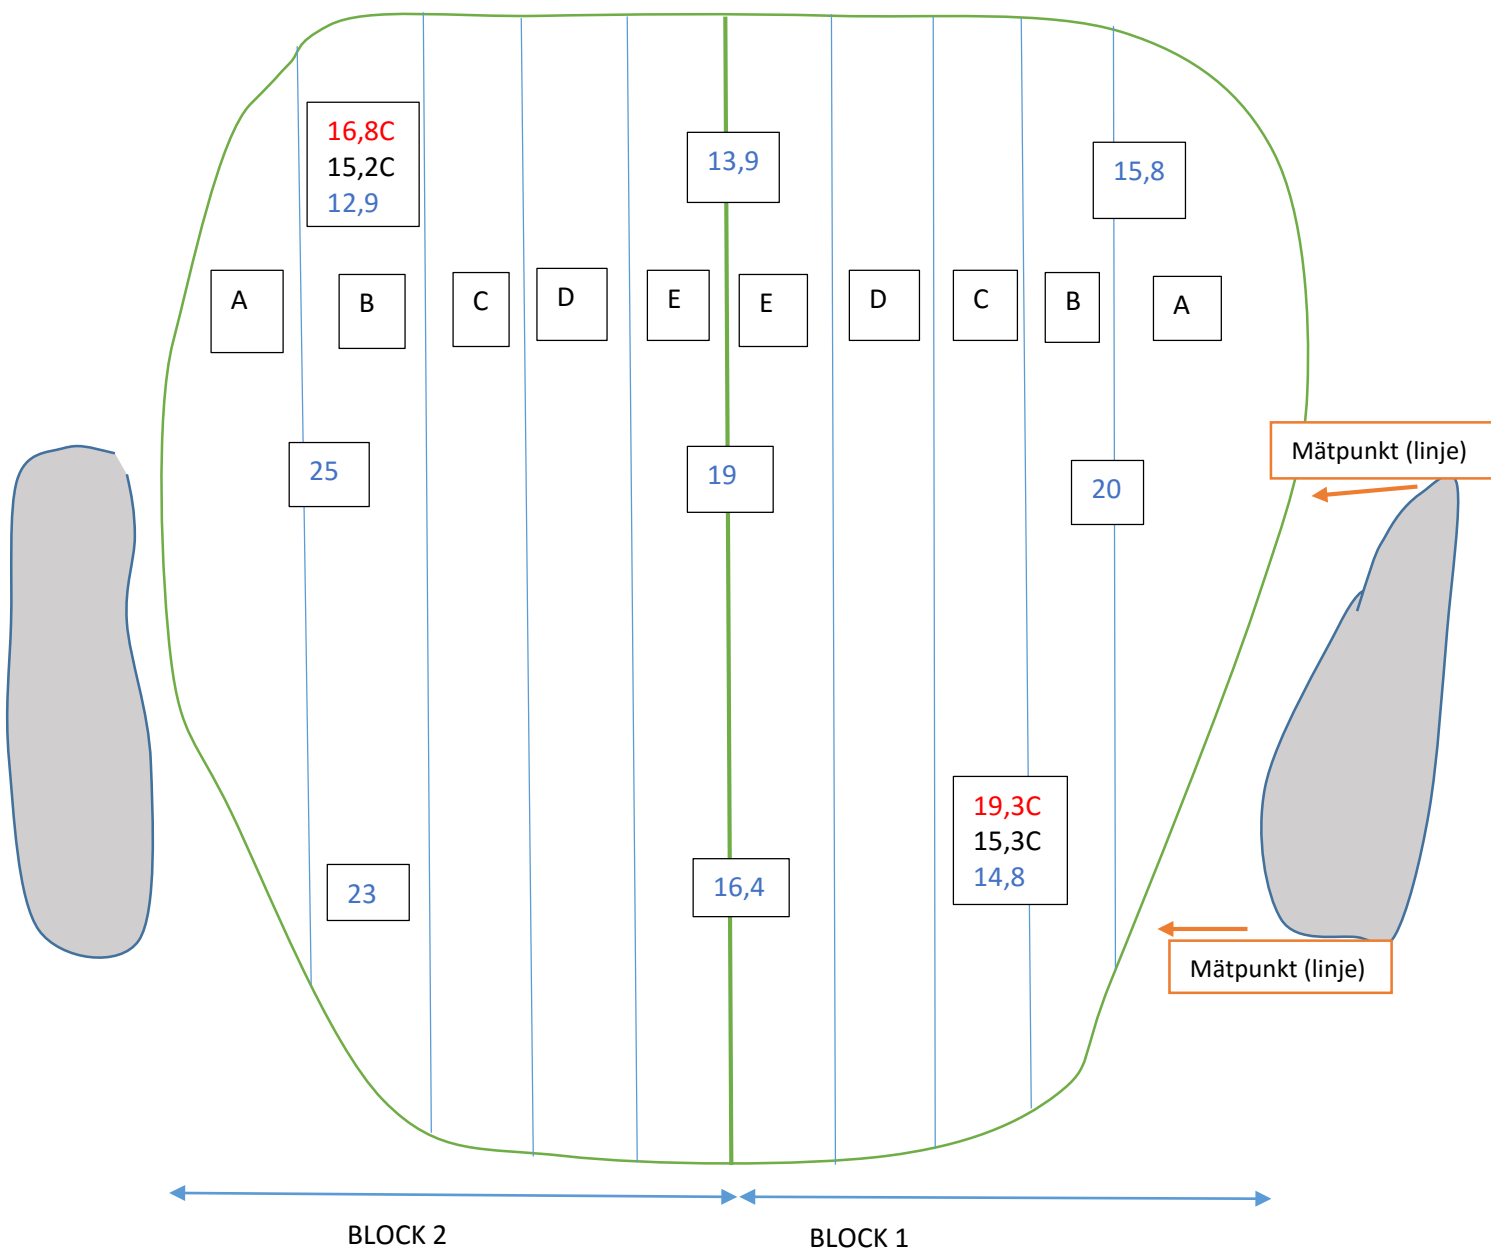 16,8C
15,2C
12,9
13,9
15,8
A
B
C
D
E
E
D
C
B
A
25
19
20
Mätpunkt (linje)
19,3C
15,3C
14,8
23
16,4
Mätpunkt (linje)
BLOCK 2
BLOCK 1